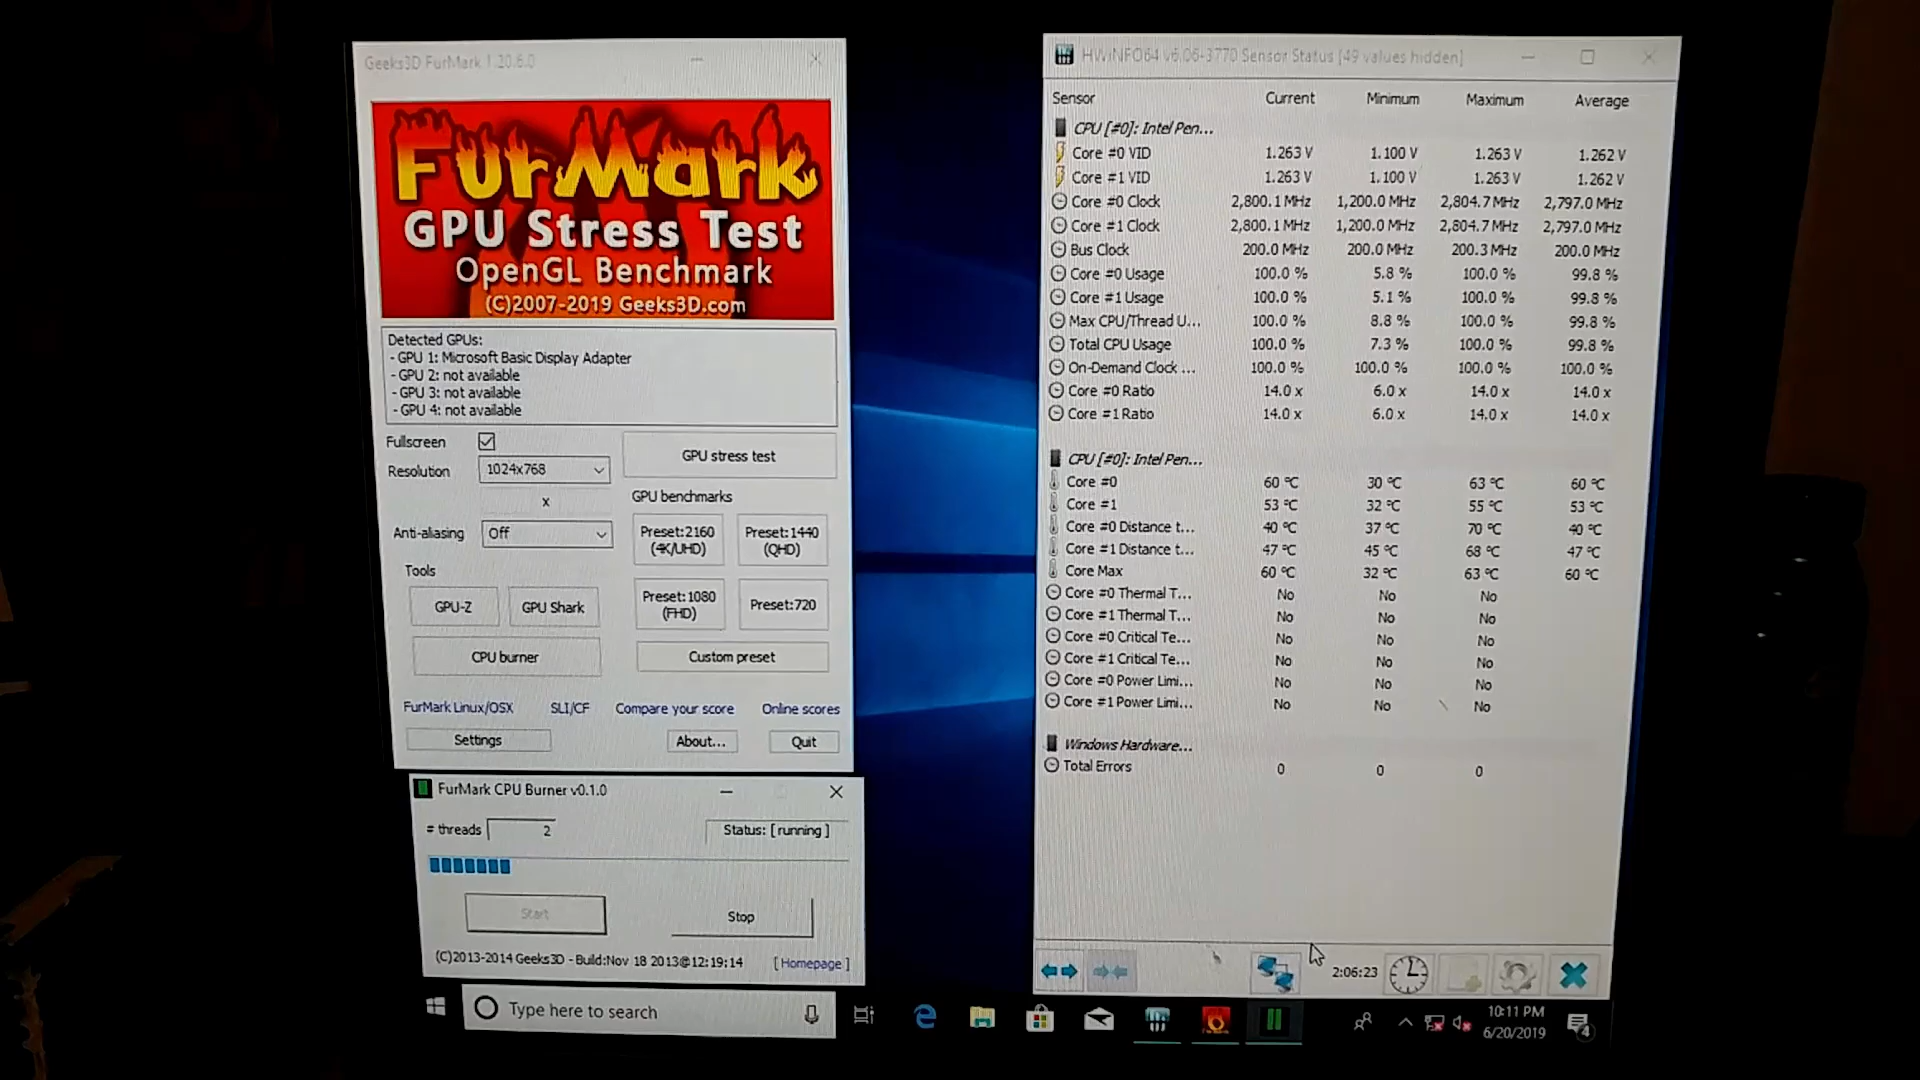 Geeks3D FurMark 1.20.6.0
FurMark
GPU Stress Test
OpenGL Benchmark
(C)2007-2019 Geeks3D.com
Detected GPUs:
- GPU 1: Microsoft Basic Display Adapter
- GPU 2: not available
- GPU 3: not available
- GPU 4: not available
Fullscreen
GPU stress test
Resolution 1024x768
x
GPU benchmarks
Anti-aliasing Off
Preset:2160 (4K/UHD)
Preset:1440 (QHD)
Tools
Preset:1080 (FHD)
Preset:720
GPU-Z GPU Shark
CPU burner
Custom preset
FurMark Linux/OSX SLI/CF Compare your score Online scores
Settings About... Quit
FurMark CPU Burner v0.1.0
= threads 2 Status: [ running ]
Start Stop
(C)2013-2014 Geeks3D - Build:Nov 18 2013@12:19:14 [ Homepage ]
HWiNFO64 v6.06-3770 Sensor Status [49 values hidden]
Sensor Current Minimum Maximum Average
CPU [#0]: Intel Pen...
Core #0 VID 1.263 V 1.100 V 1.263 V 1.262 V
Core #1 VID 1.263 V 1.100 V 1.263 V 1.262 V
Core #0 Clock 2,800.1 MHz 1,200.0 MHz 2,804.7 MHz 2,797.0 MHz
Core #1 Clock 2,800.1 MHz 1,200.0 MHz 2,804.7 MHz 2,797.0 MHz
Bus Clock 200.0 MHz 200.0 MHz 200.3 MHz 200.0 MHz
Core #0 Usage 100.0 % 5.8 % 100.0 % 99.8 %
Core #1 Usage 100.0 % 5.1 % 100.0 % 99.8 %
Max CPU/Thread U... 100.0 % 8.8 % 100.0 % 99.8 %
Total CPU Usage 100.0 % 7.3 % 100.0 % 99.8 %
On-Demand Clock ... 100.0 % 100.0 % 100.0 % 100.0 %
Core #0 Ratio 14.0 x 6.0 x 14.0 x 14.0 x
Core #1 Ratio 14.0 x 6.0 x 14.0 x 14.0 x
CPU [#0]: Intel Pen...
Core #0 60 °C 30 °C 63 °C 60 °C
Core #1 53 °C 32 °C 55 °C 53 °C
Core #0 Distance t... 40 °C 37 °C 70 °C 40 °C
Core #1 Distance t... 47 °C 45 °C 68 °C 47 °C
Core Max 60 °C 32 °C 63 °C 60 °C
Core #0 Thermal T... No No No
Core #1 Thermal T... No No No
Core #0 Critical Te... No No No
Core #1 Critical Te... No No No
Core #0 Power Limi... No No No
Core #1 Power Limi... No No No
Windows Hardware...
Total Errors 0 0 0
2:06:23
Type here to search
10:11 PM
6/20/2019
4